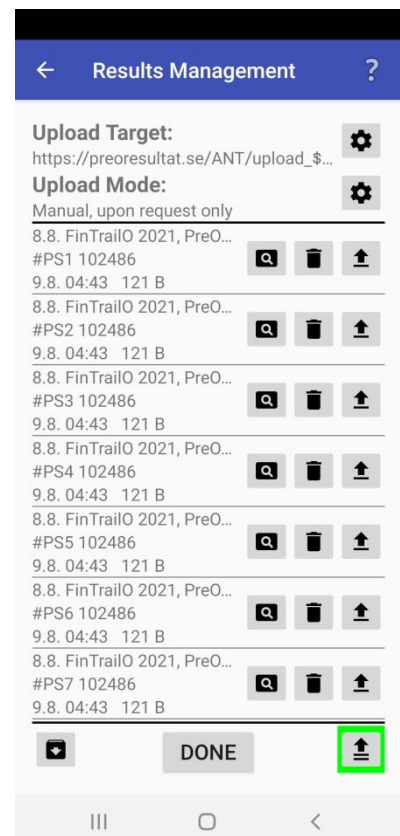 Results Management ?
Upload Target:
https://preoresultat.se/ANT/upload_$...
Upload Mode:
Manual, upon request only
8.8. FinTrailO 2021, PreO...
#PS1 102486
9.8. 04:43 121 B
8.8. FinTrailO 2021, PreO...
#PS2 102486
9.8. 04:43 121 B
8.8. FinTrailO 2021, PreO...
#PS3 102486
9.8. 04:43 121 B
8.8. FinTrailO 2021, PreO...
#PS4 102486
9.8. 04:43 121 B
8.8. FinTrailO 2021, PreO...
#PS5 102486
9.8. 04:43 121 B
8.8. FinTrailO 2021, PreO...
#PS6 102486
9.8. 04:43 121 B
8.8. FinTrailO 2021, PreO...
#PS7 102486
9.8. 04:43 121 B
DONE